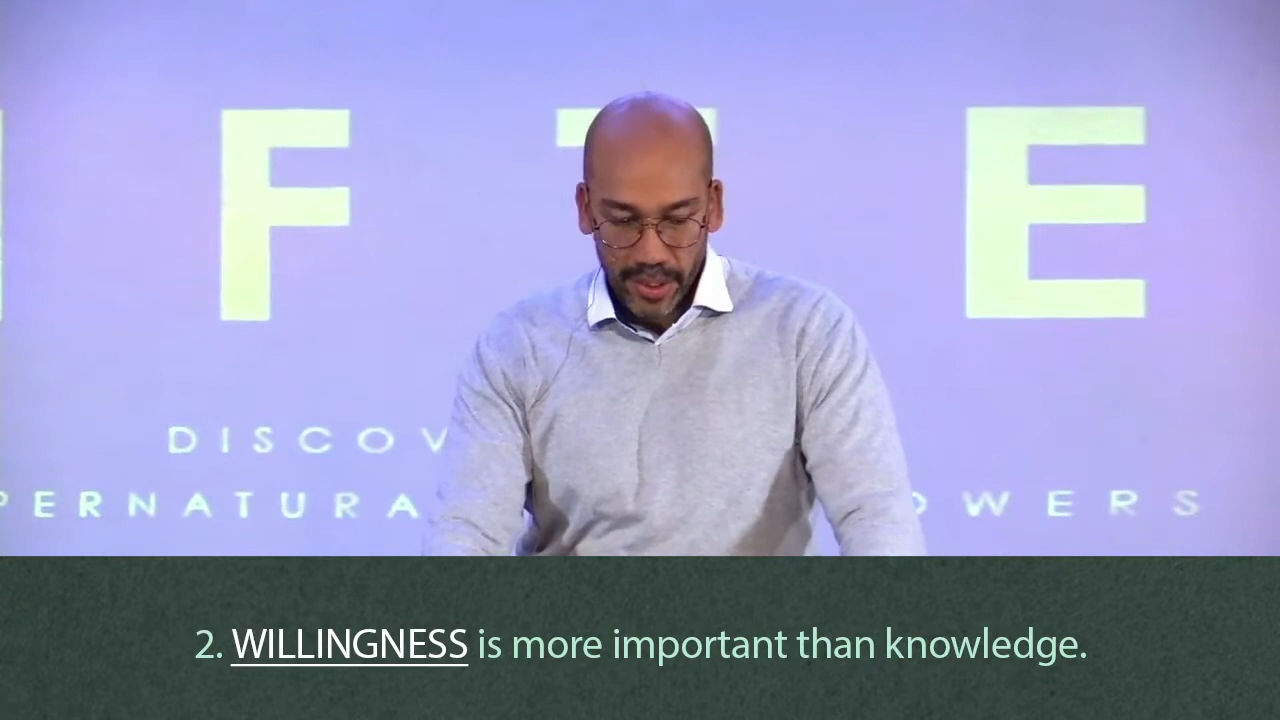 F T E
DISCOV
PERNATURA OWERS
2. WILLINGNESS is more important than knowledge.